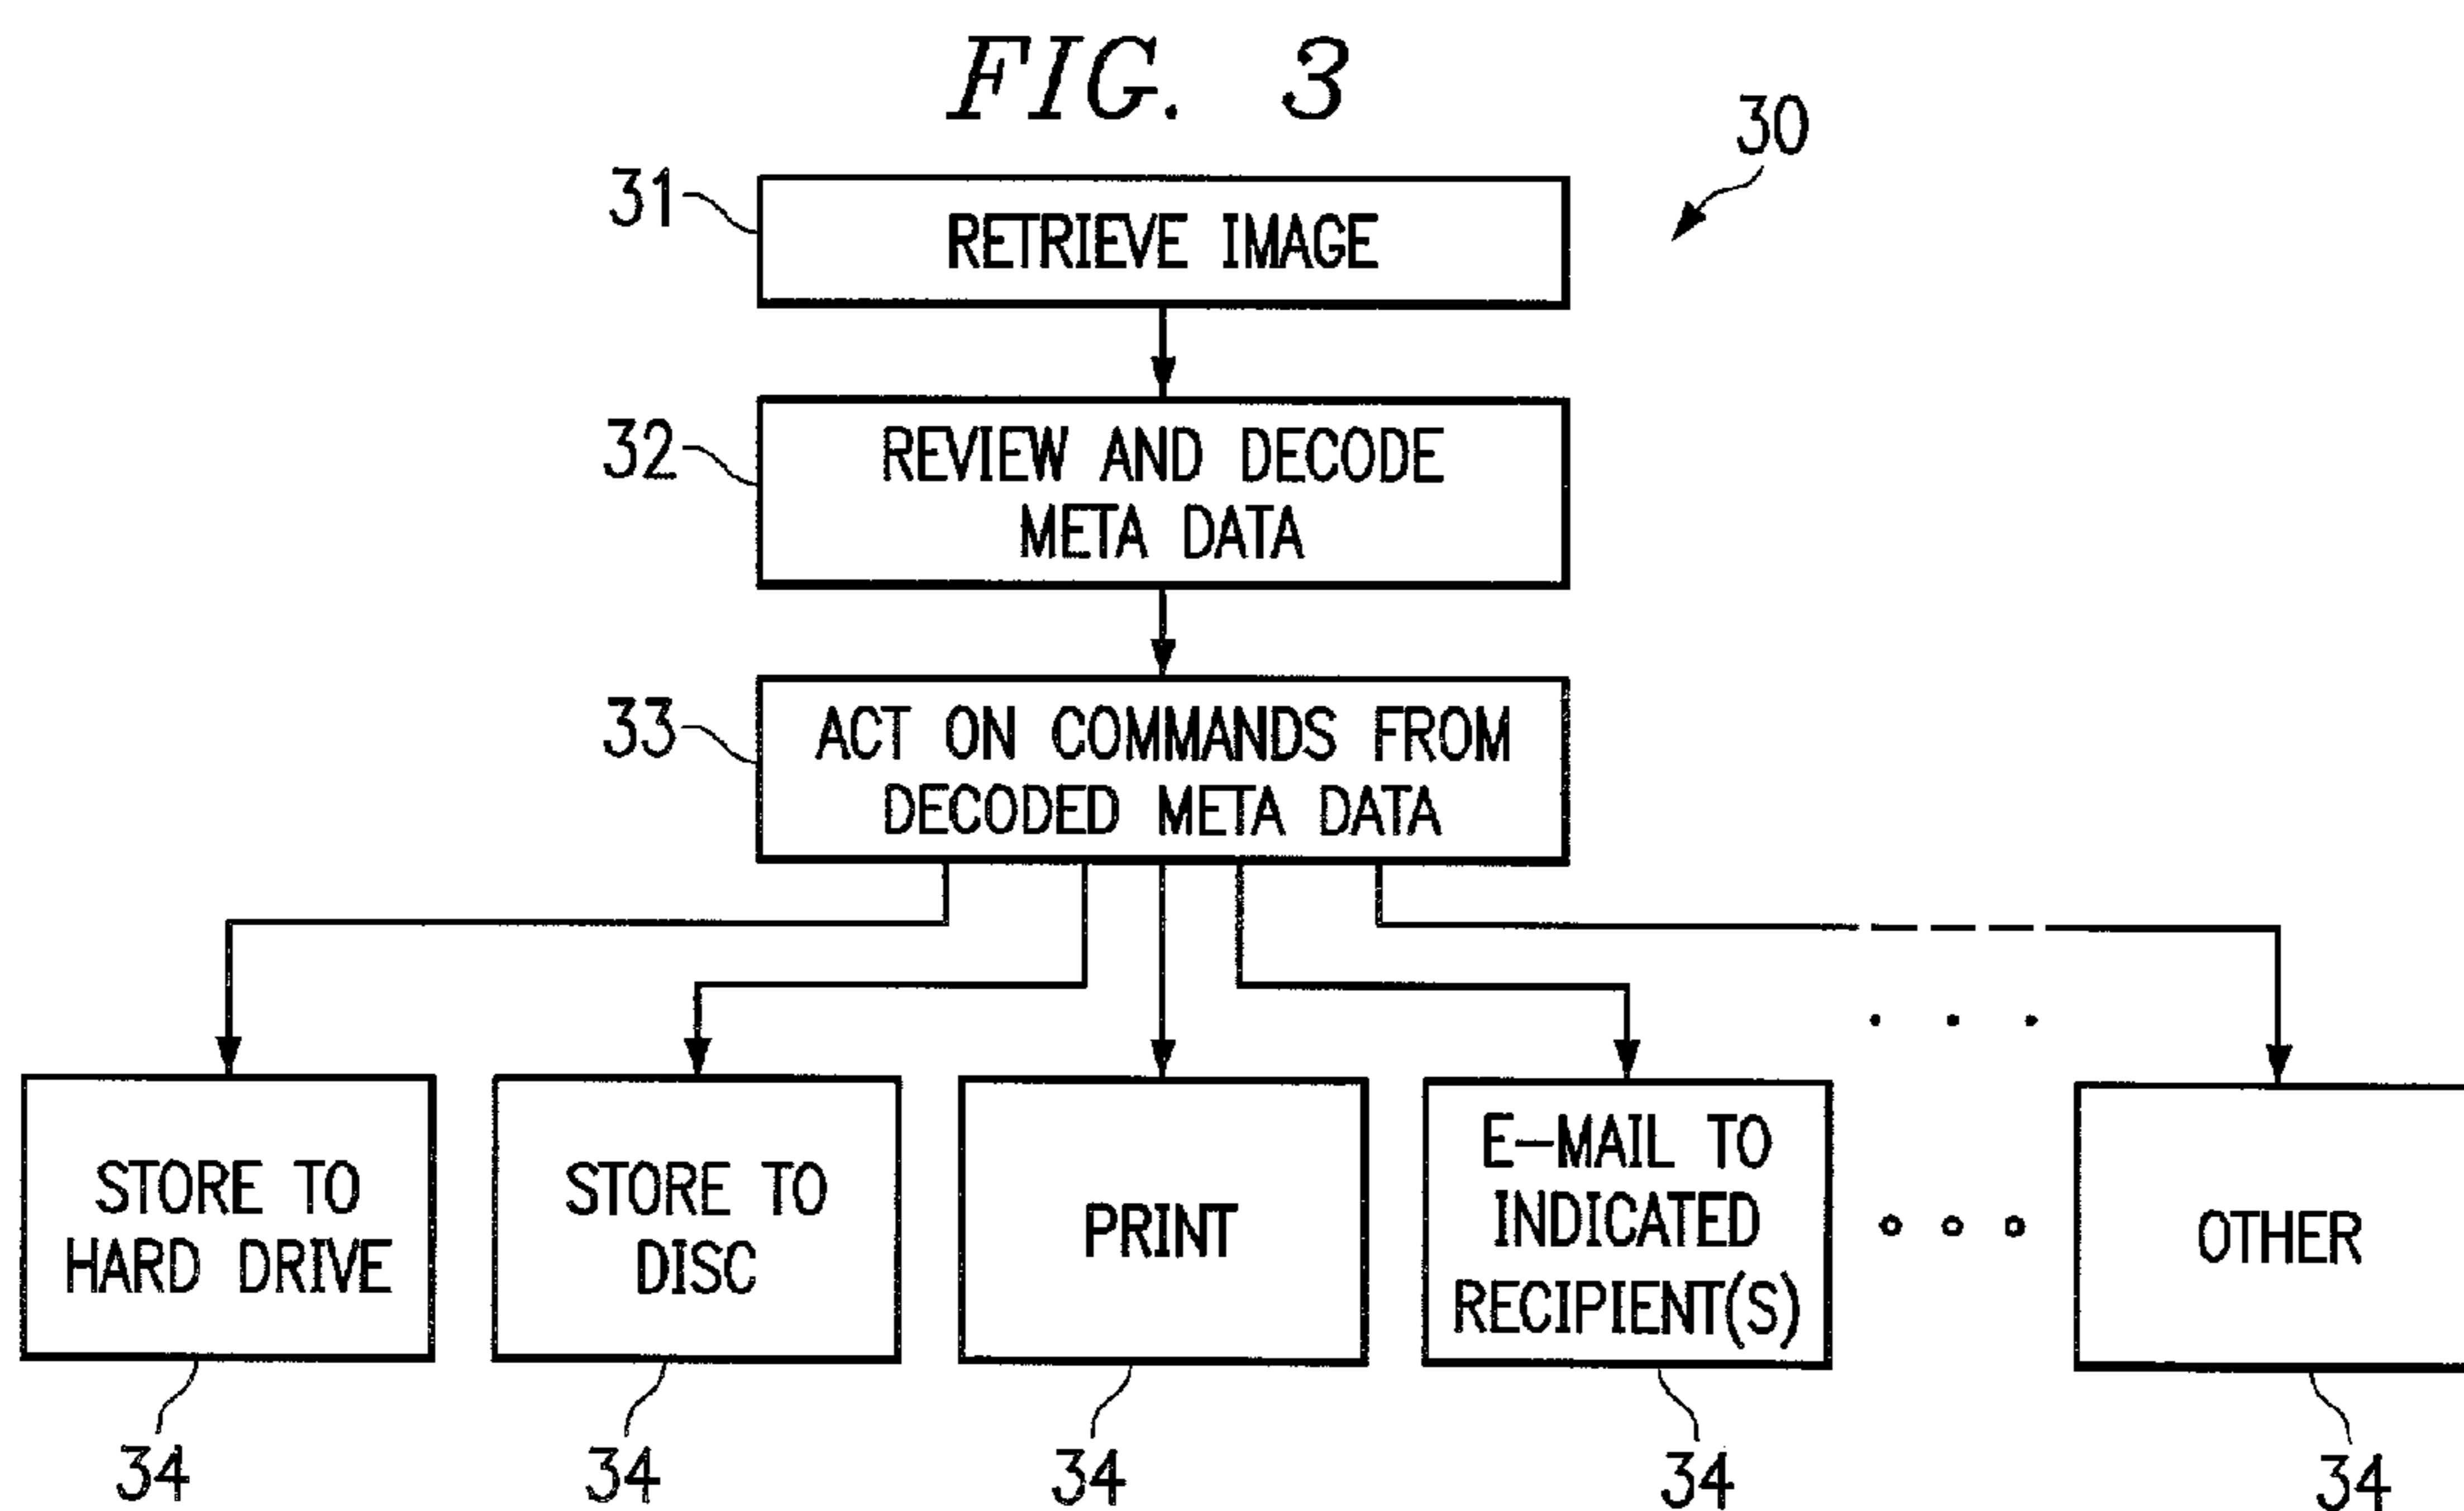 FIG. 3
30
31
RETRIEVE IMAGE
32
REVIEW AND DECODE
META DATA
33
ACT ON COMMANDS FROM
DECODED META DATA
STORE TO
HARD DRIVE
STORE TO
DISC
PRINT
E-MAIL TO
INDICATED
RECIPIENT(S)
OTHER
34
34
34
34
34